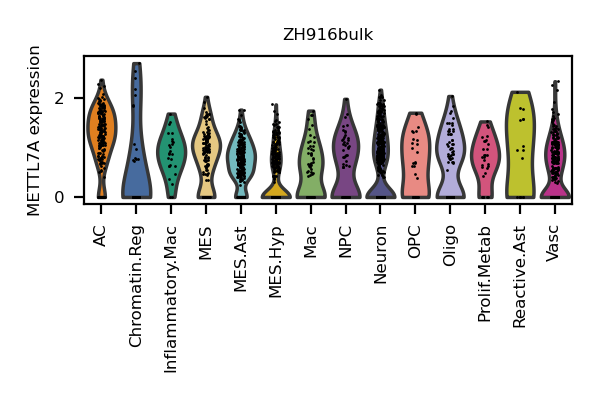 ZH916bulk
METTL7A expression
2
0
AC
Chromatin.Reg
Inflammatory.Mac
MES
MES.Ast
MES.Hyp
Mac
NPC
Neuron
OPC
Oligo
Prolif.Metab
Reactive.Ast
Vasc